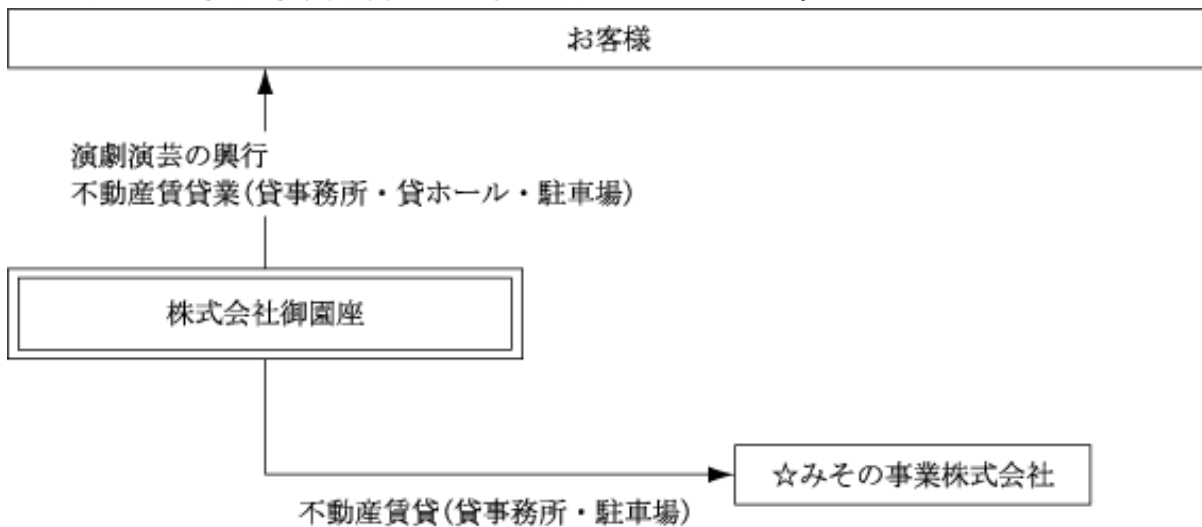 お客様
演劇演芸の興行
不動産賃貸業(貸事務所・貸ホール・駐車場)
株式会社御園座
☆みその事業株式会社
不動産賃貸(貸事務所・駐車場)